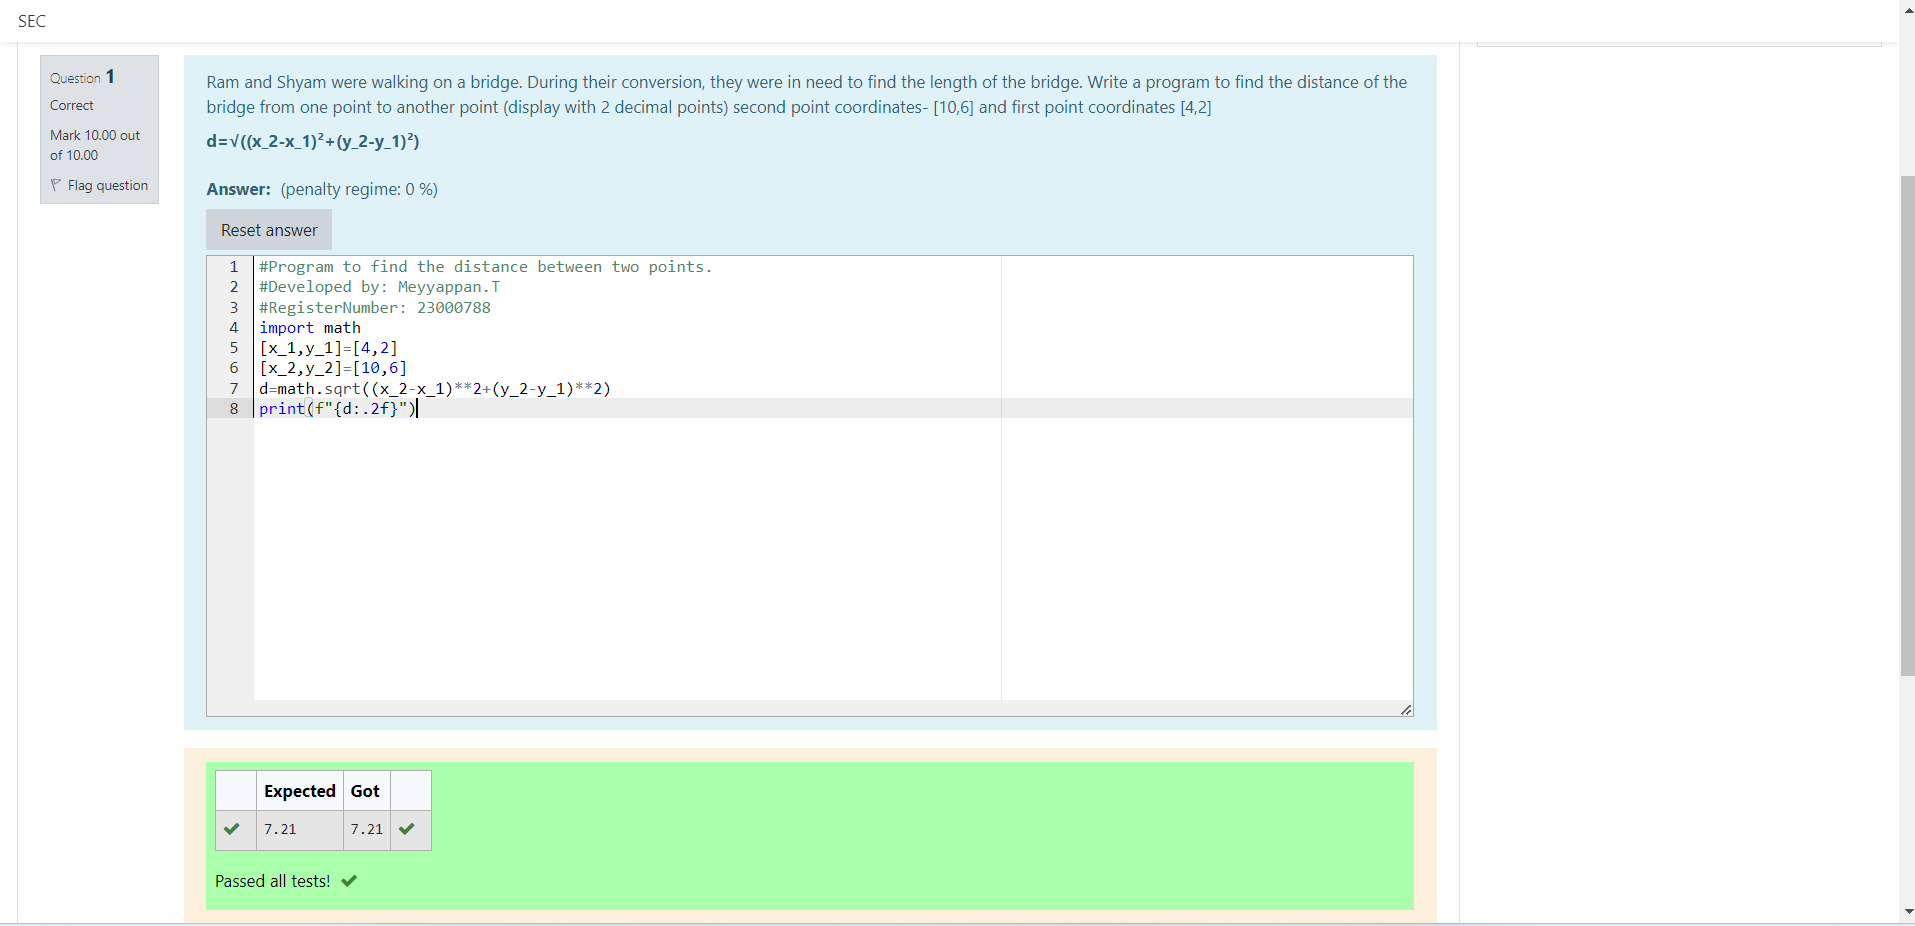 SEC
Question 1
Correct
Mark 10.00 out
of 10.00
Flag question
Ram and Shyam were walking on a bridge. During their conversion, they were in need to find the length of the bridge. Write a program to find the distance of the
bridge from one point to another point (display with 2 decimal points) second point coordinates- [10,6] and first point coordinates [4,2]
d=√((x_2-x_1)²+(y_2-y_1)²)
Answer: (penalty regime: 0 %)
Reset answer
1 #Program to find the distance between two points.
2 #Developed by: Meyyappan.T
3 #RegisterNumber: 23000788
4 import math
5 [x_1,y_1]=[4,2]
6 [x_2,y_2]=[10,6]
7 d=math.sqrt((x_2-x_1)**2+(y_2-y_1)**2)
8 print(f"{d:.2f}")
Expected Got
7.21 7.21
Passed all tests!